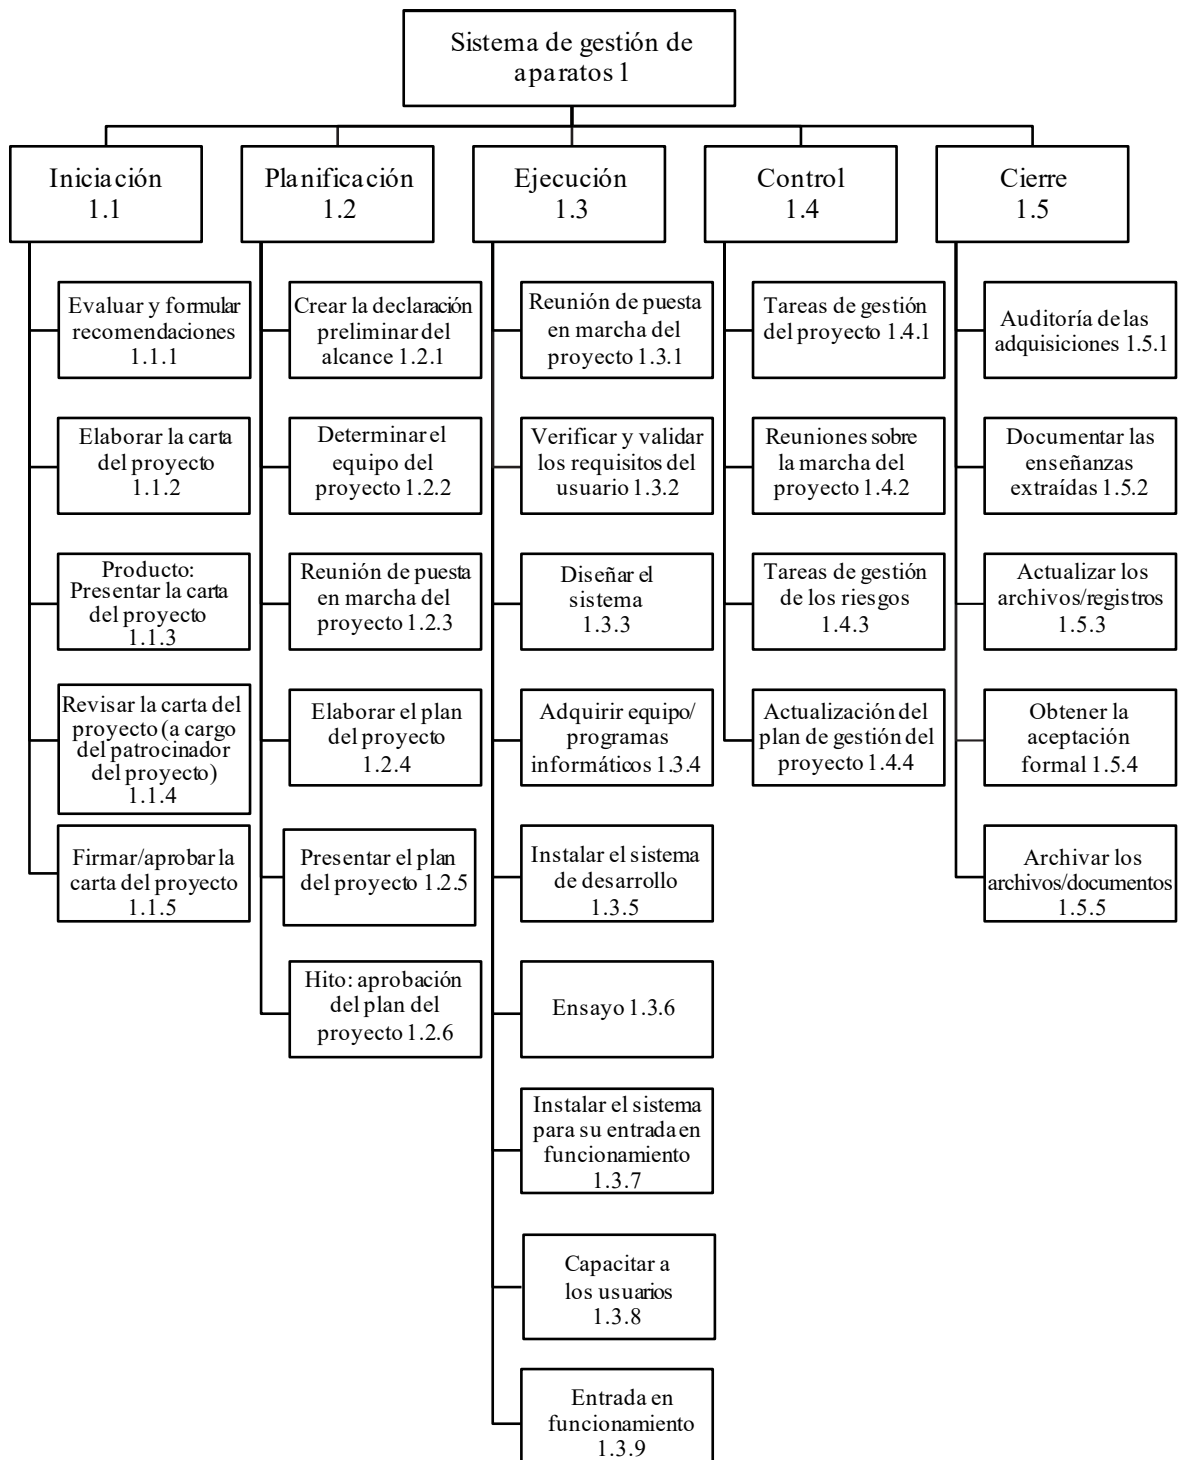 Sistema de gestión de
aparatos 1
Iniciación
1.1
Planificación
1.2
Ejecución
1.3
Control
1.4
Cierre
1.5
Evaluar y formular
recomendaciones
1.1.1
Elaborar la carta
del proyecto
1.1.2
Producto:
Presentar la carta
del proyecto
1.1.3
Revisar la carta del
proyecto (a cargo
del patrocinador
del proyecto)
1.1.4
Firmar/aprobar la
carta del proyecto
1.1.5
Crear la declaración
preliminar del
alcance 1.2.1
Determinar el
equipo del
proyecto 1.2.2
Reunión de puesta
en marcha del
proyecto 1.2.3
Elaborar el plan
del proyecto
1.2.4
Presentar el plan
del proyecto 1.2.5
Hito: aprobación
del plan del
proyecto 1.2.6
Reunión de puesta
en marcha del
proyecto 1.3.1
Verificar y validar
los requisitos del
usuario 1.3.2
Diseñar el
sistema
1.3.3
Adquirir equipo/
programas
informáticos 1.3.4
Instalar el sistema
de desarrollo
1.3.5
Ensayo 1.3.6
Instalar el sistema
para su entrada en
funcionamiento
1.3.7
Capacitar a
los usuarios
1.3.8
Entrada en
funcionamiento
1.3.9
Tareas de gestión
del proyecto 1.4.1
Reuniones sobre
la marcha del
proyecto 1.4.2
Tareas de gestión
de los riesgos
1.4.3
Actualización del
plan de gestión del
proyecto 1.4.4
Auditoría de las
adquisiciones 1.5.1
Documentar las
enseñanzas
extraídas 1.5.2
Actualizar los
archivos/registros
1.5.3
Obtener la
aceptación
formal 1.5.4
Archivar los
archivos/documentos
1.5.5